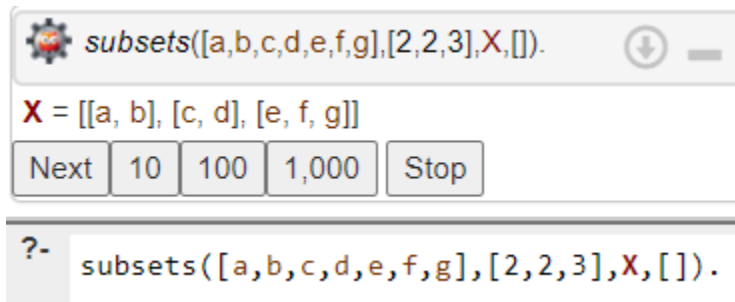 subsets([a,b,c,d,e,f,g],[2,2,3],X,[]).
X = [[a, b], [c, d], [e, f, g]]
Next 10 100 1,000 Stop
?- subsets([a,b,c,d,e,f,g],[2,2,3],X,[]).